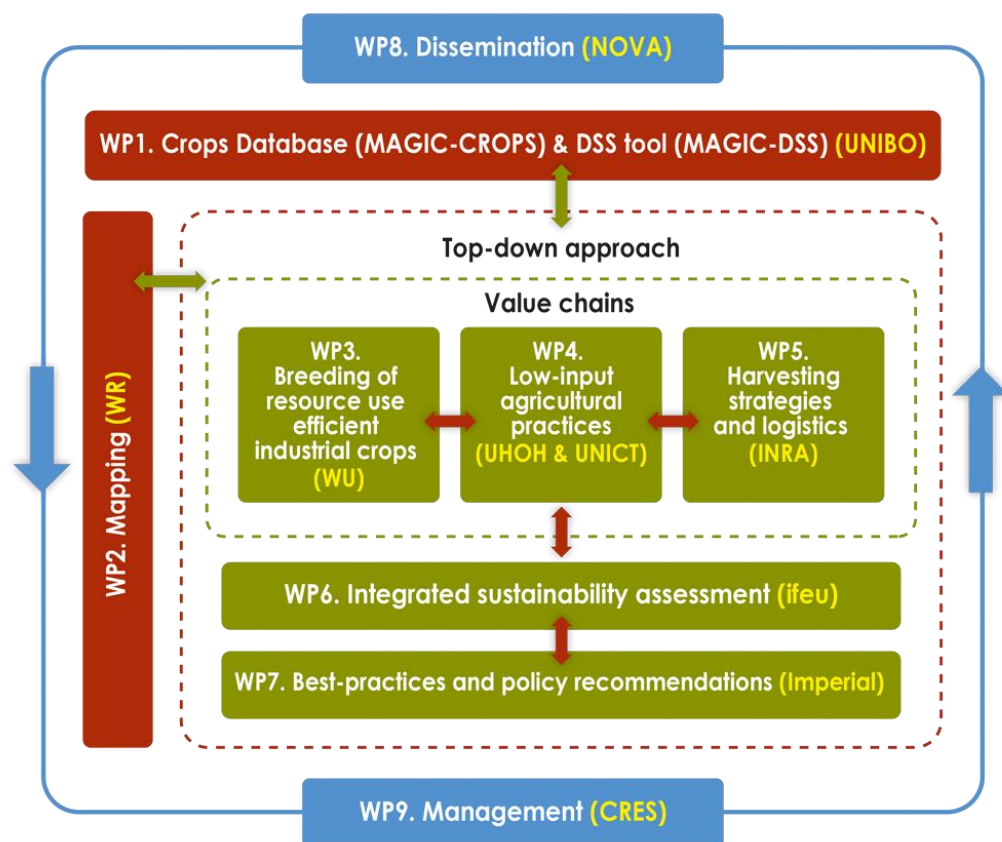 WP8. Dissemination (NOVA)
WP1. Crops Database (MAGIC-CROPS) & DSS tool (MAGIC-DSS) (UNIBO)
WP2. Mapping (WR)
Top-down approach
Value chains
WP3.
Breeding of
resource use
efficient
industrial crops
(WU)
WP4.
Low-input
agricultural
practices
(UHOH & UNICT)
WP5.
Harvesting
strategies
and logistics
(INRA)
WP6. Integrated sustainability assessment (ifeu)
WP7. Best-practices and policy recommendations (Imperial)
WP9. Management (CRES)